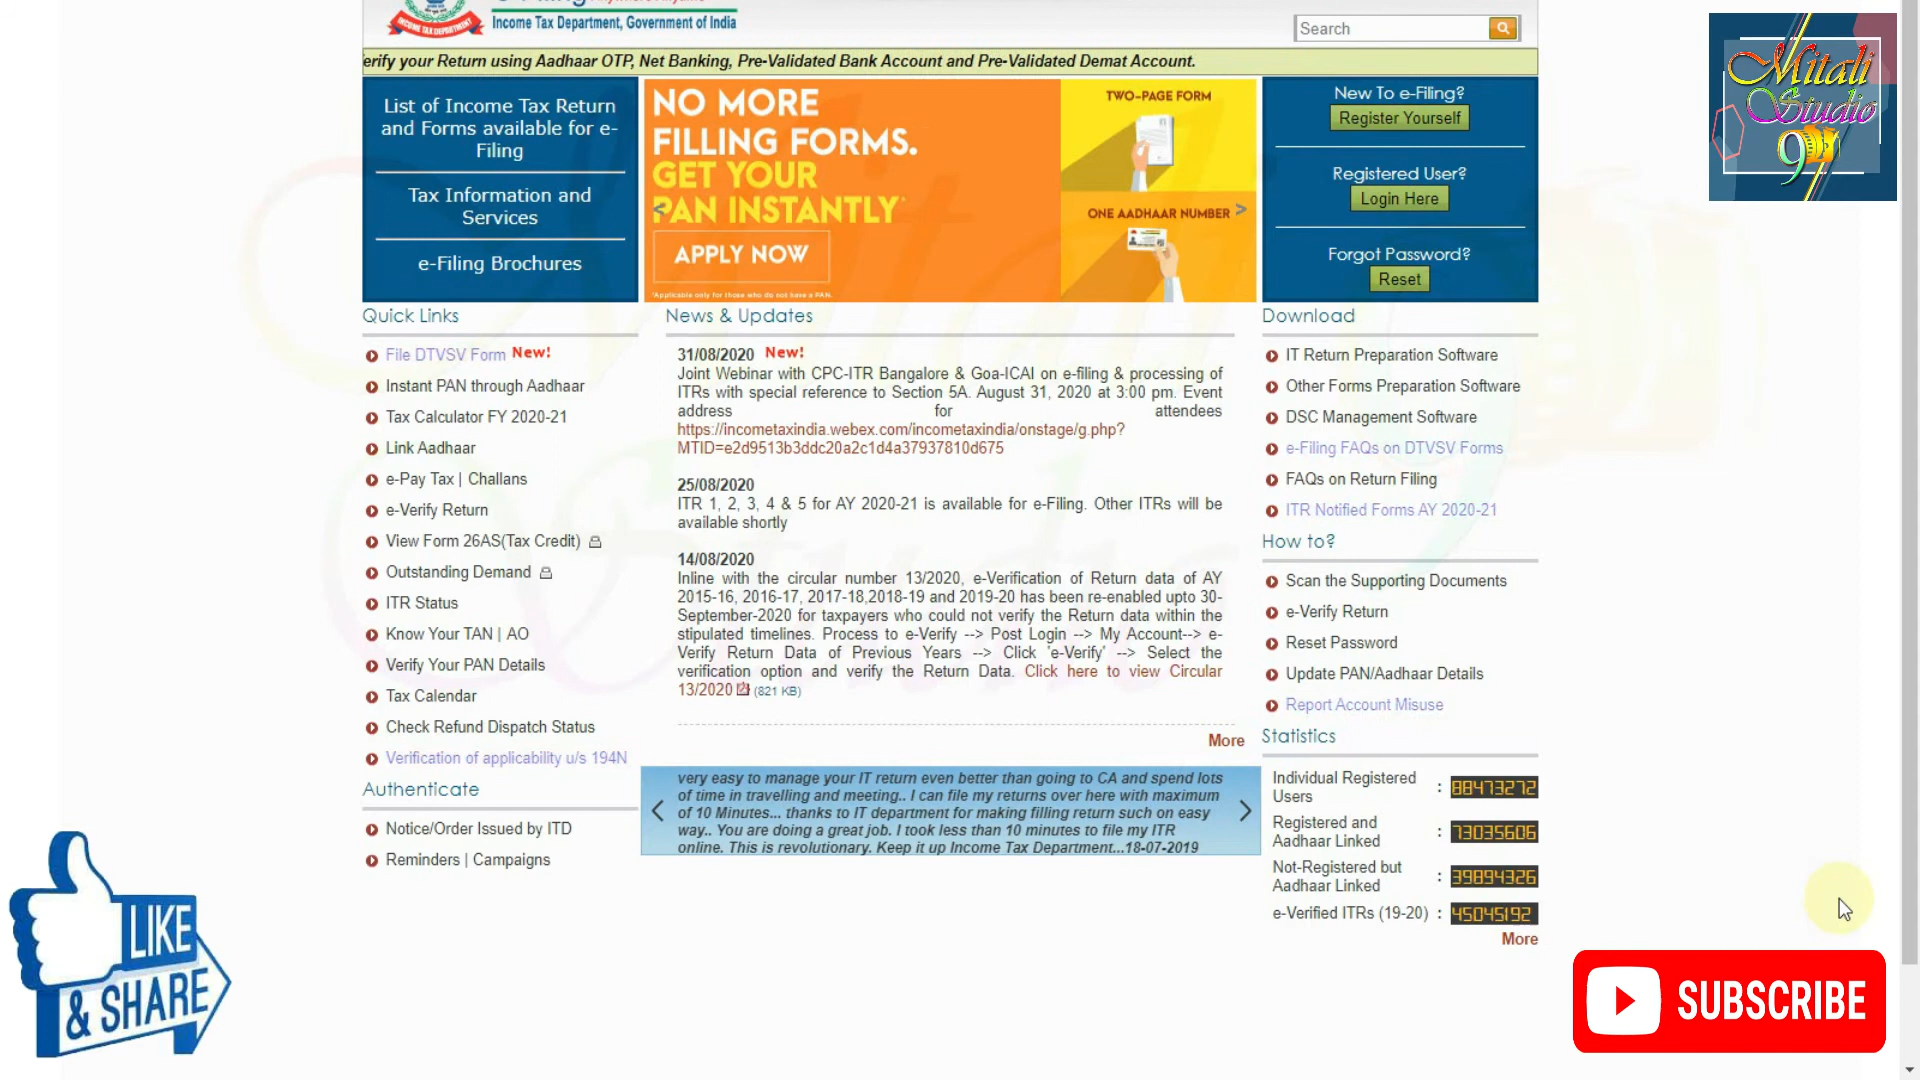 Income Tax Department, Government of India
Search
erify your Return using Aadhaar OTP, Net Banking, Pre-Validated Bank Account and Pre-Validated Demat Account.
Mitali
Studio
List of Income Tax Return
and Forms available for e-
Filing
Tax Information and
Services
e-Filing Brochures
NO MORE
FILLING FORMS.
GET YOUR
PAN INSTANTLY*
APPLY NOW
*Applicable only for those who do not have a PAN.
TWO-PAGE FORM
ONE AADHAAR NUMBER
New To e-Filing?
Register Yourself
Registered User?
Login Here
Forgot Password?
Reset
Quick Links
File DTVSV Form New!
Instant PAN through Aadhaar
Tax Calculator FY 2020-21
Link Aadhaar
e-Pay Tax | Challans
e-Verify Return
View Form 26AS(Tax Credit)
Outstanding Demand
ITR Status
Know Your TAN | AO
Verify Your PAN Details
Tax Calendar
Check Refund Dispatch Status
Verification of applicability u/s 194N
Authenticate
Notice/Order Issued by ITD
Reminders | Campaigns
News & Updates
31/08/2020 New!
Joint Webinar with CPC-ITR Bangalore & Goa-ICAI on e-filing & processing of
ITRs with special reference to Section 5A. August 31, 2020 at 3:00 pm. Event
address for attendees
https://incometaxindia.webex.com/incometaxindia/onstage/g.php?
MTID=e2d9513b3ddc20a2c1d4a37937810d675
25/08/2020
ITR 1, 2, 3, 4 & 5 for AY 2020-21 is available for e-Filing. Other ITRs will be
available shortly
14/08/2020
Inline with the circular number 13/2020, e-Verification of Return data of AY
2015-16, 2016-17, 2017-18,2018-19 and 2019-20 has been re-enabled upto 30-
September-2020 for taxpayers who could not verify the Return data within the
stipulated timelines. Process to e-Verify --> Post Login --> My Account--> e-
Verify Return Data of Previous Years --> Click 'e-Verify' --> Select the
verification option and verify the Return Data. Click here to view Circular
13/2020 (821 KB)
More
very easy to manage your IT return even better than going to CA and spend lots
of time in travelling and meeting.. I can file my returns over here with maximum
of 10 Minutes... thanks to IT department for making filling return such on easy
way.. You are doing a great job. I took less than 10 minutes to file my ITR
online. This is revolutionary. Keep it up Income Tax Department...18-07-2019
Download
IT Return Preparation Software
Other Forms Preparation Software
DSC Management Software
e-Filing FAQs on DTVSV Forms
FAQs on Return Filing
ITR Notified Forms AY 2020-21
How to?
Scan the Supporting Documents
e-Verify Return
Reset Password
Update PAN/Aadhaar Details
Report Account Misuse
Statistics
Individual Registered
Users : 88473272
Registered and
Aadhaar Linked : 73035606
Not-Registered but
Aadhaar Linked : 39894326
e-Verified ITRs (19-20) : 45045192
More
LIKE
& SHARE
SUBSCRIBE